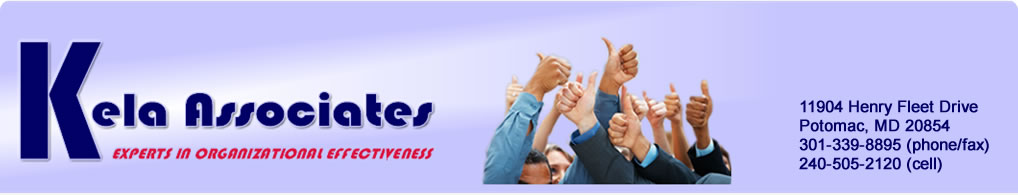 Kela Associates
EXPERTS IN ORGANIZATIONAL EFFECTIVENESS
11904 Henry Fleet Drive
Potomac, MD 20854
301-339-8895 (phone/fax)
240-505-2120 (cell)